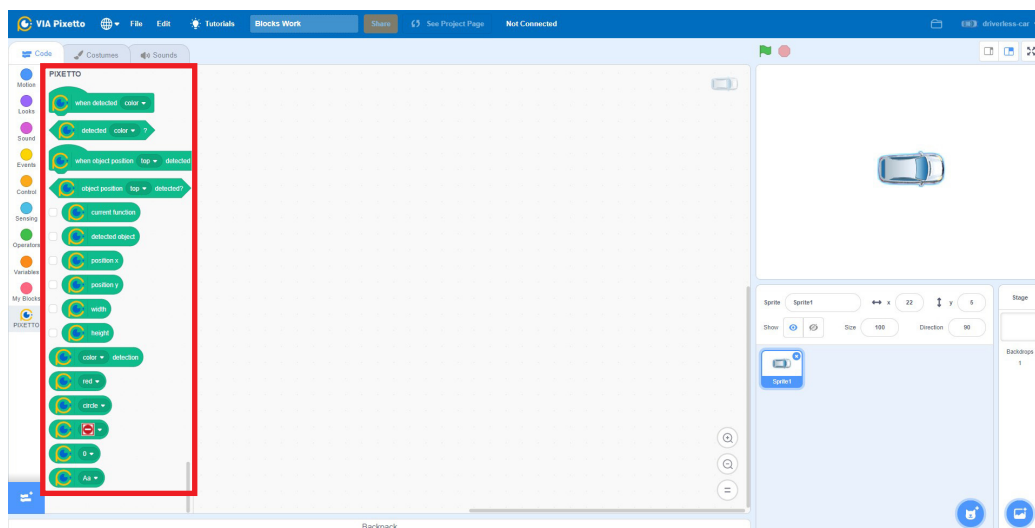 VIA Pixetto File Edit Tutorials Blocks Work Share See Project Page Not Connected driverless-car
Code Costumes Sounds
Motion
Looks
Sound
Events
Control
Sensing
Operators
Variables
My Blocks
PIXETTO
PIXETTO
when detected color
detected color ?
when object position top detected
object position top detected?
current function
detected object
position x
position y
width
height
color detection
red
circle
0
Aa
Backpack
Sprite Sprite1 x 22 y 5
Show Size 100 Direction 90
Sprite1
Stage
Backdrops
1